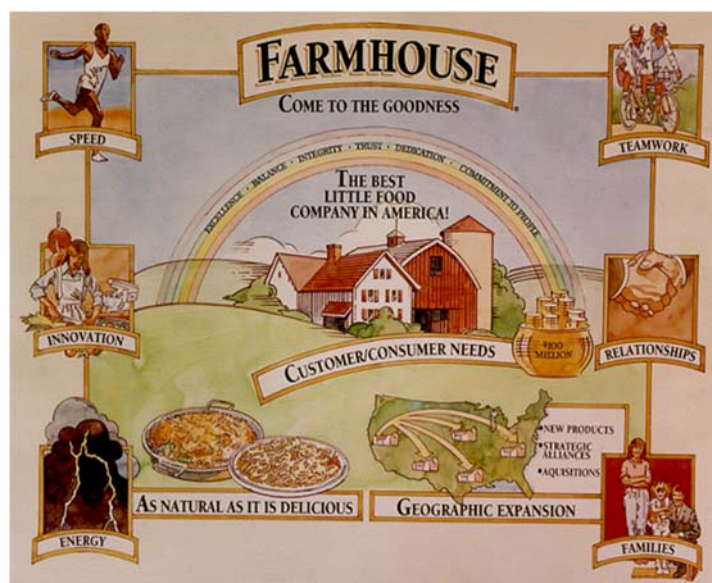 FARMHOUSE®
COME TO THE GOODNESS
SPEED
TEAMWORK
EXCELLENCE · BALANCE · INTEGRITY · TRUST · DEDICATION · COMMITMENT TO PEOPLE
THE BEST
LITTLE FOOD
COMPANY IN AMERICA!
INNOVATION
RELATIONSHIPS
$100
MILLION
CUSTOMER/CONSUMER NEEDS
•NEW PRODUCTS
•STRATEGIC
ALLIANCES
•AQUISITIONS
AS NATURAL AS IT IS DELICIOUS
GEOGRAPHIC EXPANSION
ENERGY
FAMILIES